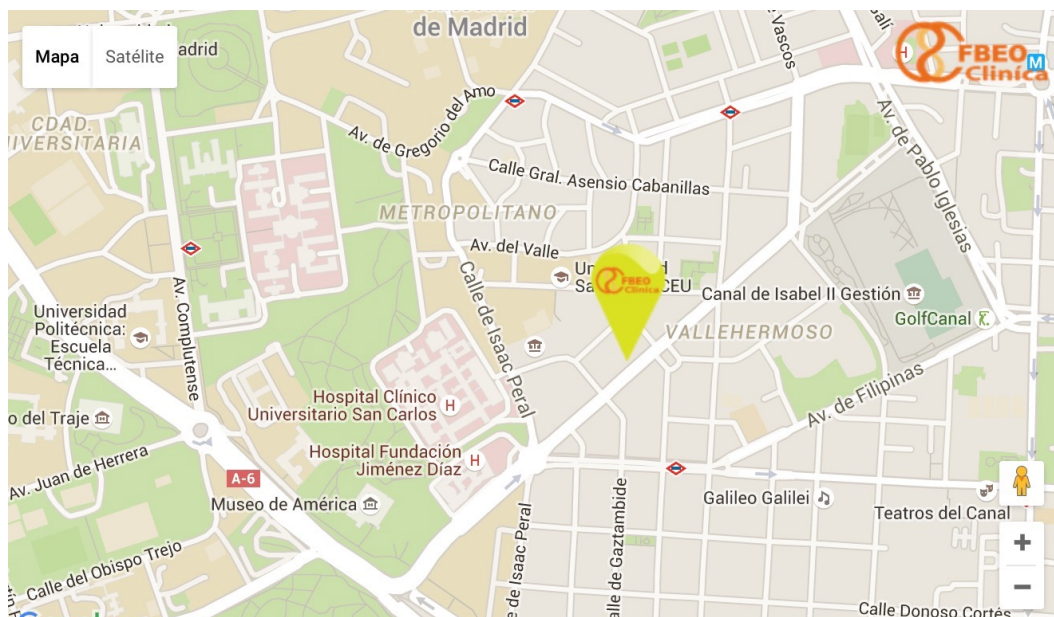 de Madrid
Mapa
Satélite
adrid
Vascos
H
FBEO
Clínica
M
CDAD.
Av. de Gregorio del Amo
Av. de Pablo Iglesias
Calle Gral. Asensio Cabanillas
METROPOLITANO
Av. del Valle
Calle de Isaac Peral
CEU
FBEO
Clinica
Canal de Isabel II Gestión
GolfCanal
VALLEHERMOSO
Av. Complutense
Universidad
Politécnica:
Escuela
Técnica...
Hospital Clínico
Universitario San Carlos
H
Av. de Filipinas
o del Traje
Hospital Fundación
Jiménez Díaz
H
Av. Juan de Herrera
A-6
Museo de América
Galileo Galilei
Teatros del Canal
Calle del Obispo Trejo
e de Isaac Peral
alle de Gaztambide
+
−
Calle Donoso Cortés